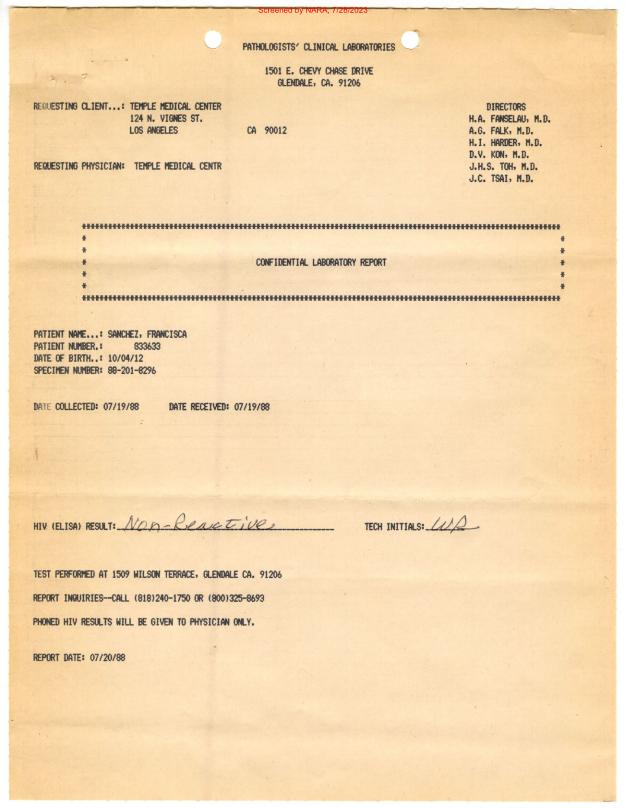 Screened by NARA, 7/28/2023
PATHOLOGISTS' CLINICAL LABORATORIES
1501 E. CHEVY CHASE DRIVE
GLENDALE, CA. 91206
REQUESTING CLIENT...: TEMPLE MEDICAL CENTER
124 N. VIGNES ST.
LOS ANGELES CA 90012
DIRECTORS
H.A. FANSELAU, M.D.
A.G. FALK, M.D.
H.I. HARDER, M.D.
D.V. KON, M.D.
J.H.S. TOH, M.D.
J.C. TSAI, M.D.
REQUESTING PHYSICIAN: TEMPLE MEDICAL CENTR
CONFIDENTIAL LABORATORY REPORT
PATIENT NAME...: SANCHEZ, FRANCISCA
PATIENT NUMBER.: 833633
DATE OF BIRTH..: 10/04/12
SPECIMEN NUMBER: 88-201-8296
DATE COLLECTED: 07/19/88 DATE RECEIVED: 07/19/88
HIV (ELISA) RESULT: Non-Reactive TECH INITIALS:
TEST PERFORMED AT 1509 WILSON TERRACE, GLENDALE CA. 91206
REPORT INQUIRIES--CALL (818)240-1750 OR (800)325-8693
PHONED HIV RESULTS WILL BE GIVEN TO PHYSICIAN ONLY.
REPORT DATE: 07/20/88